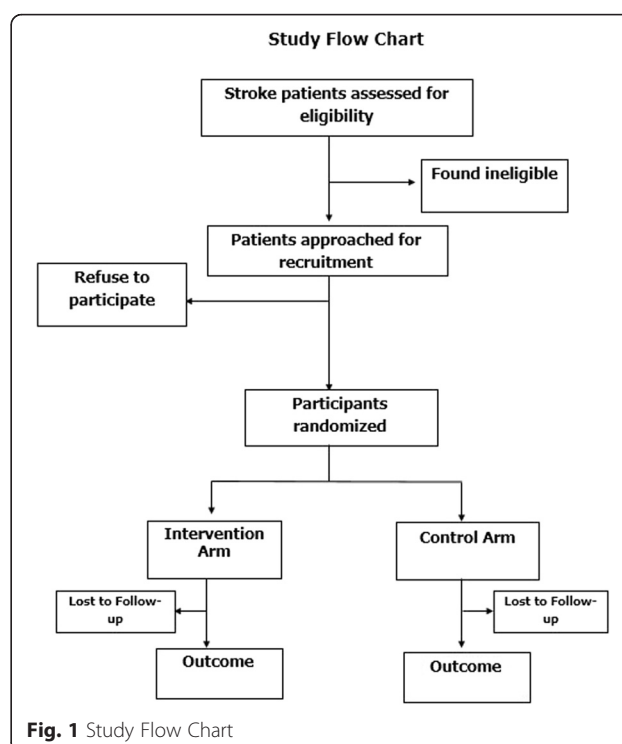 Study Flow Chart
Stroke patients assessed for
eligibility
Found ineligible
Patients approached for
recruitment
Refuse to
participate
Participants
randomized
Intervention
Arm
Control Arm
Lost to Follow-
up
Lost to Follow-
up
Outcome
Outcome
Fig. 1 Study Flow Chart